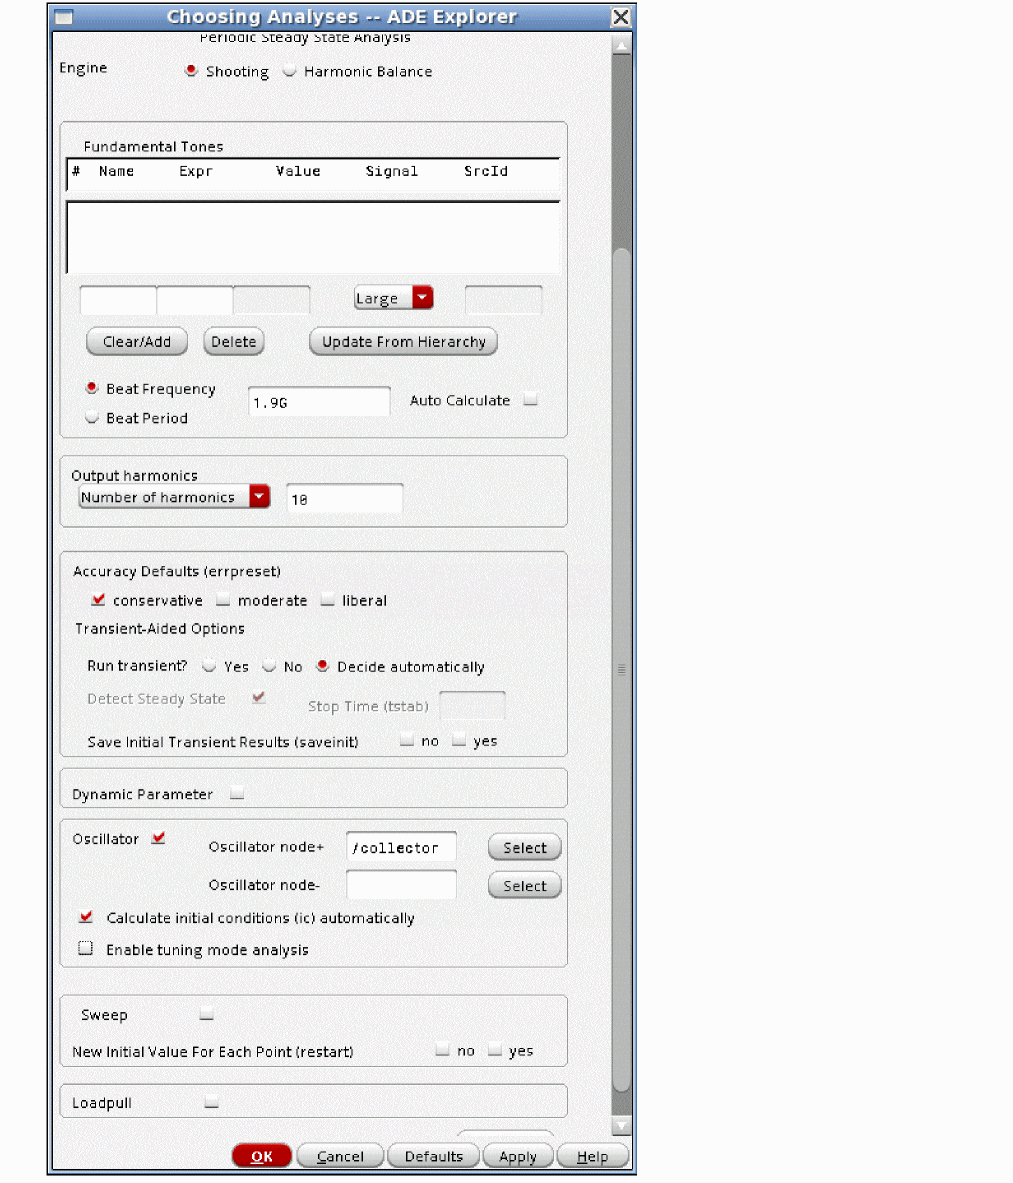 Choosing Analyses -- ADE Explorer
Periodic Steady State Analysis
Engine Shooting Harmonic Balance
Fundamental Tones
# Name Expr Value Signal SrcId
Large
Clear/Add Delete Update From Hierarchy
Beat Frequency 1.9G Auto Calculate
Beat Period
Output harmonics
Number of harmonics 10
Accuracy Defaults (errpreset)
conservative moderate liberal
Transient-Aided Options
Run transient? Yes No Decide automatically
Detect Steady State Stop Time (tstab)
Save Initial Transient Results (saveinit) no yes
Dynamic Parameter
Oscillator Oscillator node+ /collector Select
Oscillator node- Select
Calculate initial conditions (ic) automatically
Enable tuning mode analysis
Sweep
New Initial Value For Each Point (restart) no yes
Loadpull
OK Cancel Defaults Apply Help